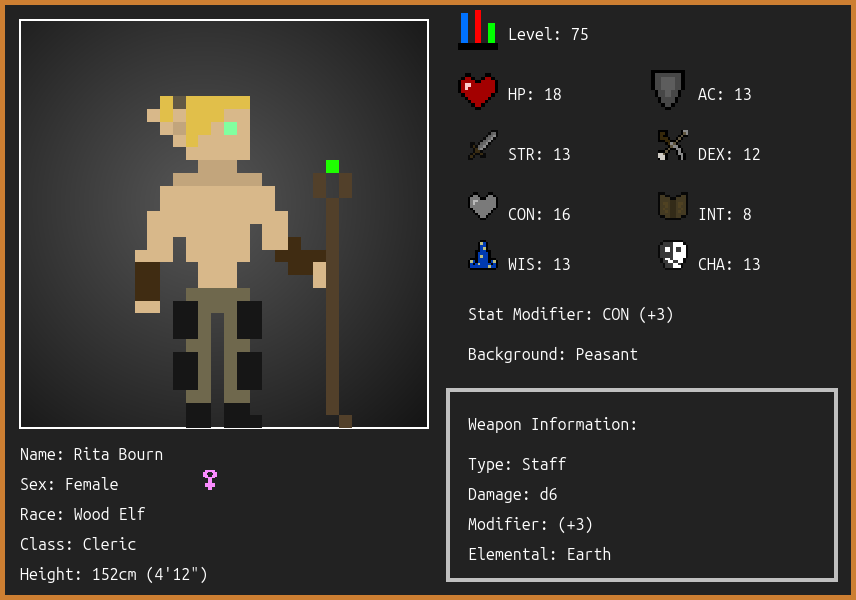 Level: 75
HP: 18
AC: 13
STR: 13
DEX: 12
CON: 16
INT: 8
WIS: 13
CHA: 13
Stat Modifier: CON (+3)
Background: Peasant
Weapon Information:
Type: Staff
Damage: d6
Modifier: (+3)
Elemental: Earth
Name: Rita Bourn
Sex: Female
Race: Wood Elf
Class: Cleric
Height: 152cm (4'12")